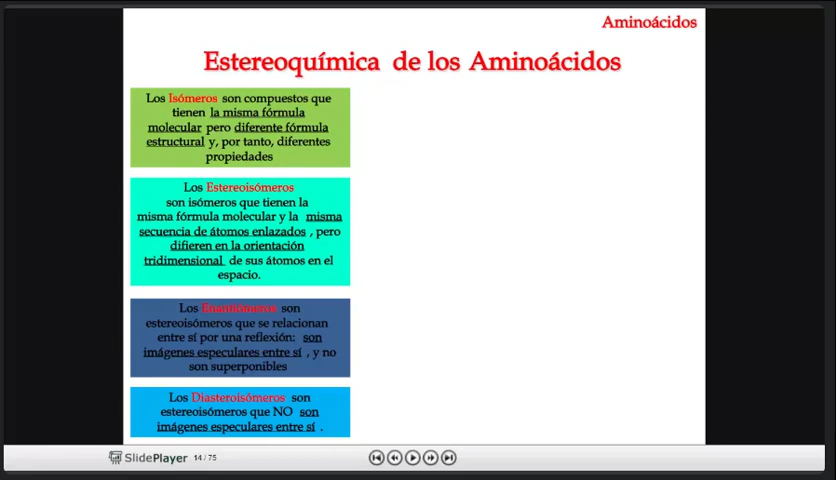 Aminoácidos
Estereoquímica de los Aminoácidos
Los Isómeros son compuestos que
tienen la misma fórmula
molecular pero diferente fórmula
estructural y, por tanto, diferentes
propiedades
Los Estereoisómeros
son isómeros que tienen la
misma fórmula molecular y la misma
secuencia de átomos enlazados , pero
difieren en la orientación
tridimensional de sus átomos en el
espacio.
Los Enantiómeros son
estereoisómeros que se relacionan
entre sí por una reflexión: son
imágenes especulares entre sí , y no
son superponibles
Los Diasteroisómeros son
estereoisómeros que NO son
imágenes especulares entre sí .
SlidePlayer 14 / 75